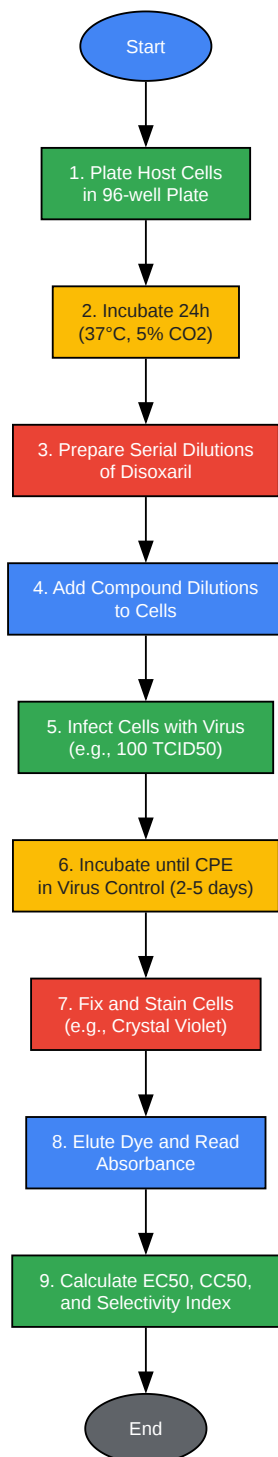 Start
1. Plate Host Cells
in 96-well Plate
2. Incubate 24h
(37°C, 5% CO2)
3. Prepare Serial Dilutions
of Disoxaril
4. Add Compound Dilutions
to Cells
5. Infect Cells with Virus
(e.g., 100 TCID50)
6. Incubate until CPE
in Virus Control (2-5 days)
7. Fix and Stain Cells
(e.g., Crystal Violet)
8. Elute Dye and Read
Absorbance
9. Calculate EC50, CC50,
and Selectivity Index
End